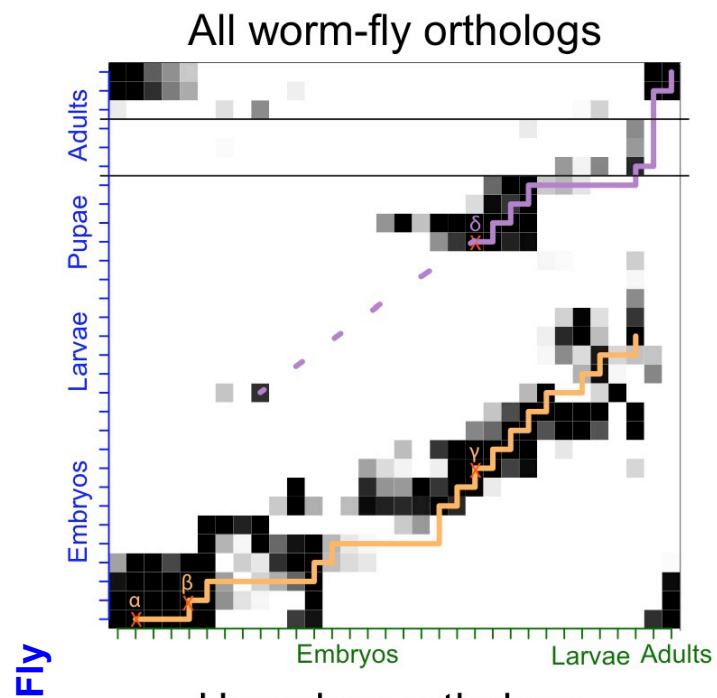 All worm-fly orthologs
Adults
Pupae
Larvae
Embryos
δ
γ
β
α
Embryos
Larvae
Adults
Fly